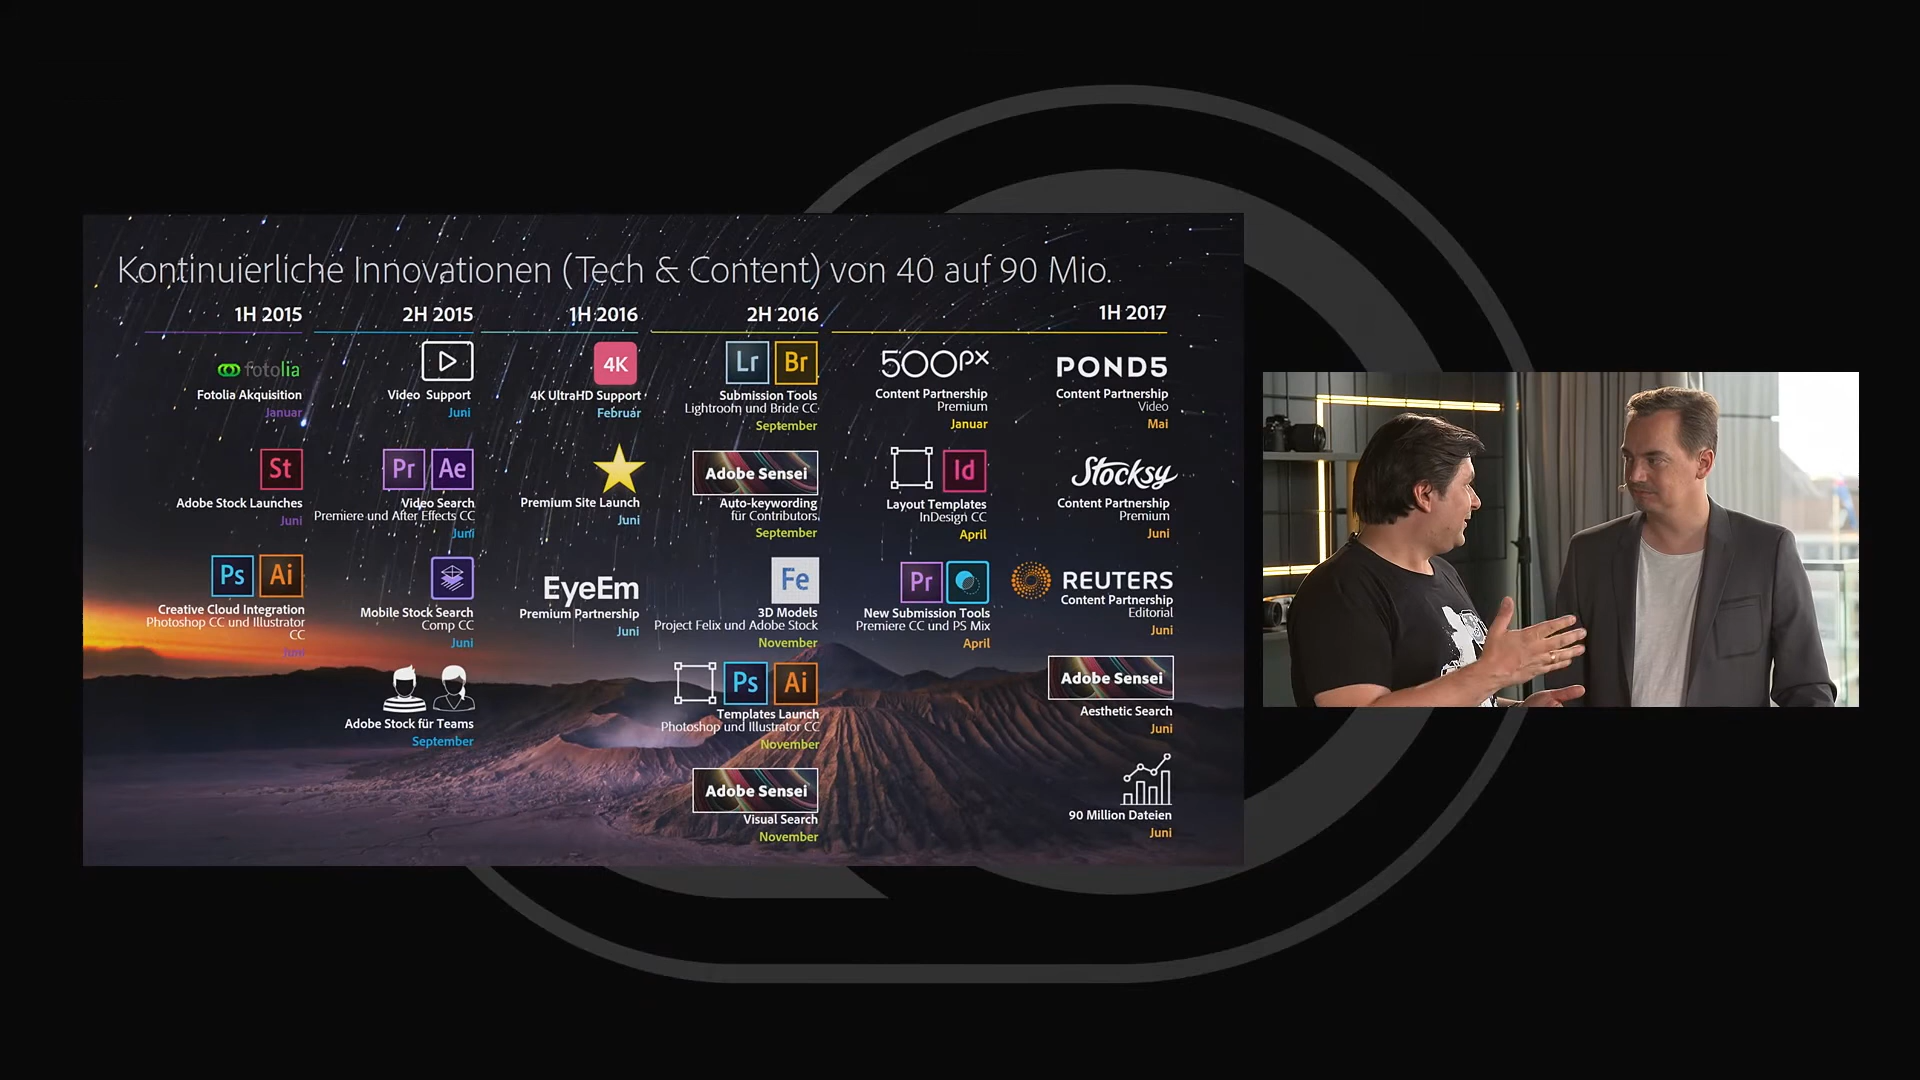 Kontinuierliche Innovationen (Tech & Content) von 40 auf 90 Mio.
1H 2015
fotolia
Fotolia Akquisition
Januar
St
Adobe Stock Launches
Juni
Ps Ai
Creative Cloud Integration
Photoshop CC und Illustrator
CC
Juni
2H 2015
Video Support
Juni
Pr Ae
Video Search
Premiere und After Effects CC
Juni
Mobile Stock Search
Comp CC
Juni
Adobe Stock für Teams
September
1H 2016
4K
4K UltraHD Support
Februar
Premium Site Launch
Juni
EyeEm
Premium Partnership
Juni
2H 2016
Lr Br
Submission Tools
Lightroom und Bride CC
September
Adobe Sensei
Auto-keywording
für Contributors
September
Fe
3D Models
Project Felix und Adobe Stock
November
Ps Ai
Templates Launch
Photoshop und Illustrator CC
November
Adobe Sensei
Visual Search
November
1H 2017
500px
Content Partnership
Premium
Januar
Id
Layout Templates
InDesign CC
April
Pr
New Submission Tools
Premiere CC und PS Mix
April
POND5
Content Partnership
Video
Mai
Stocksy
Content Partnership
Premium
Juni
REUTERS
Content Partnership
Editorial
Juni
Adobe Sensei
Aesthetic Search
Juni
90 Million Dateien
Juni